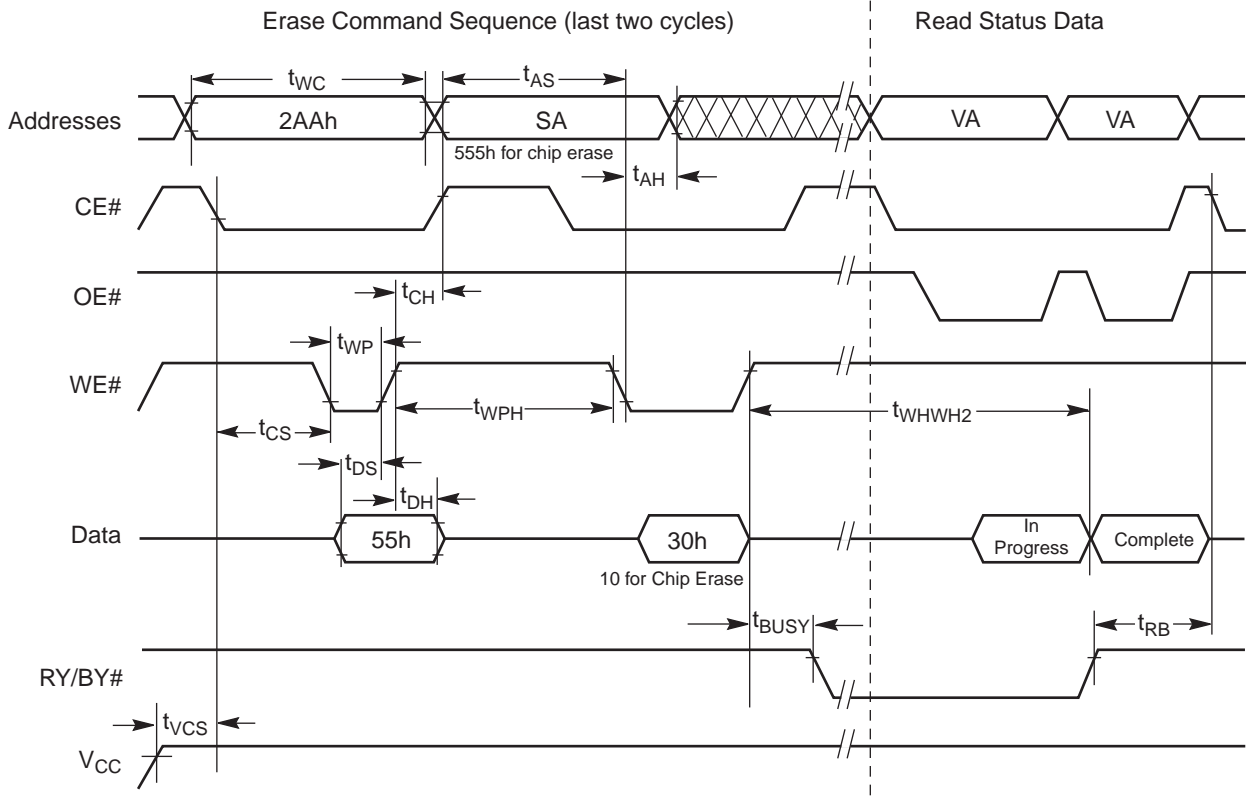 Erase Command Sequence (last two cycles)
Read Status Data
tWC
tAS
Addresses
2AAh
SA
VA
VA
555h for chip erase
tAH
CE#
OE#
tCH
tWP
WE#
tWPH
tWHWH2
tCS
tDS
tDH
Data
55h
30h
In
Progress
Complete
10 for Chip Erase
tBUSY
tRB
RY/BY#
tVCS
VCC